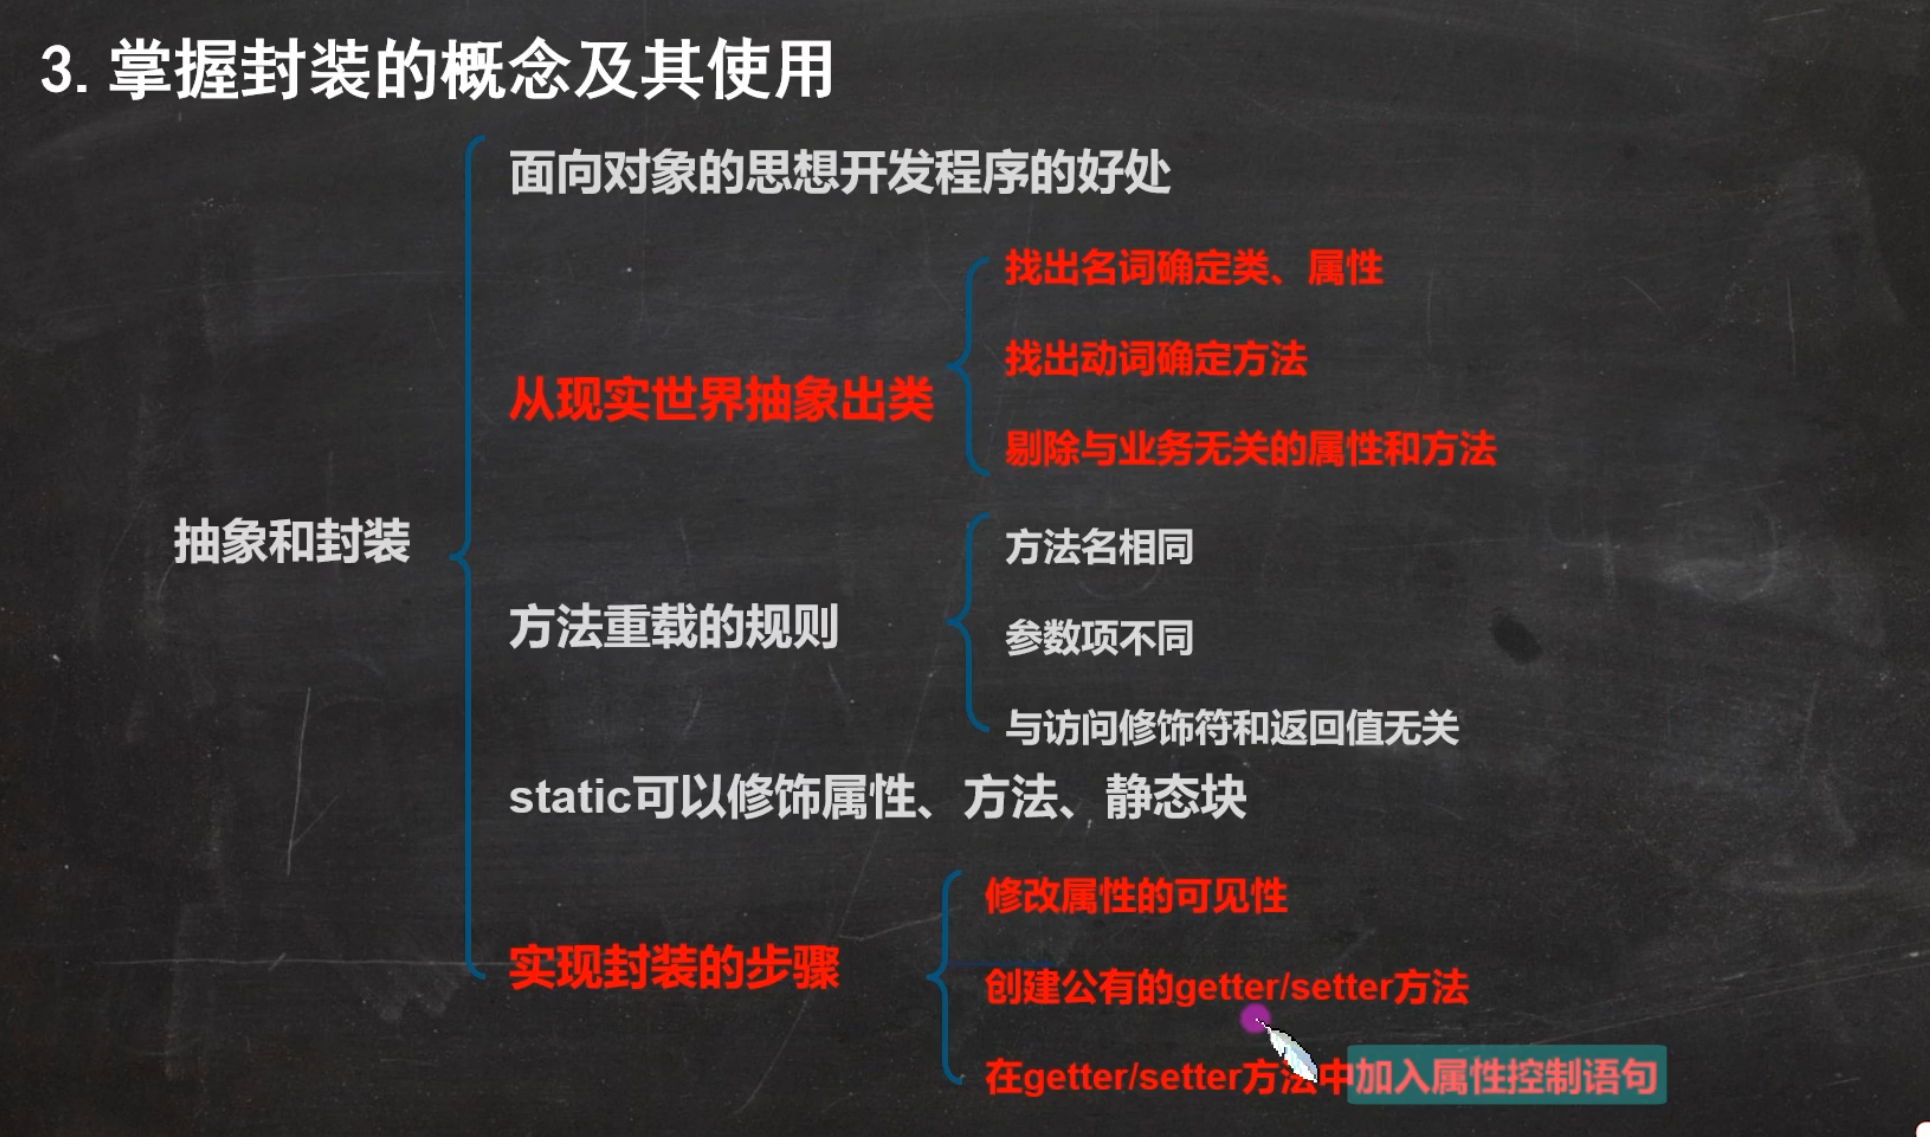 3. 掌握封装的概念及其使用
面向对象的思想开发程序的好处
找出名词确定类、属性
找出动词确定方法
从现实世界抽象出类
剔除与业务无关的属性和方法
抽象和封装
方法名相同
方法重载的规则
参数项不同
与访问修饰符和返回值无关
static可以修饰属性、方法、静态块
修改属性的可见性
实现封装的步骤
创建公有的getter/setter方法
在getter/setter方法中加入属性控制语句